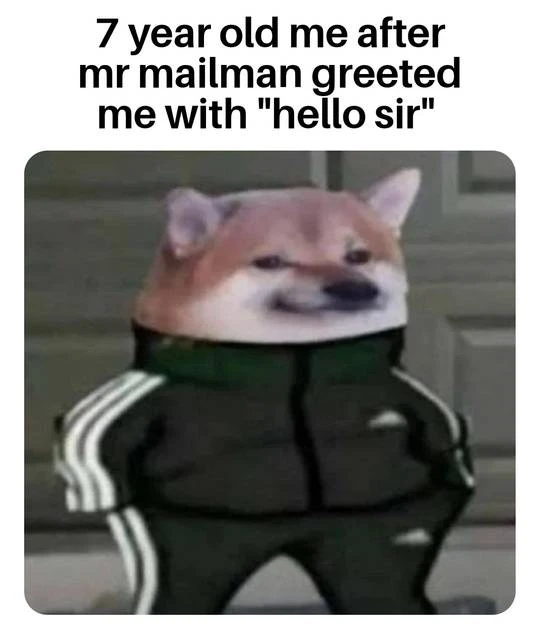 7 year old me after
mr mailman greeted
me with "hello sir"